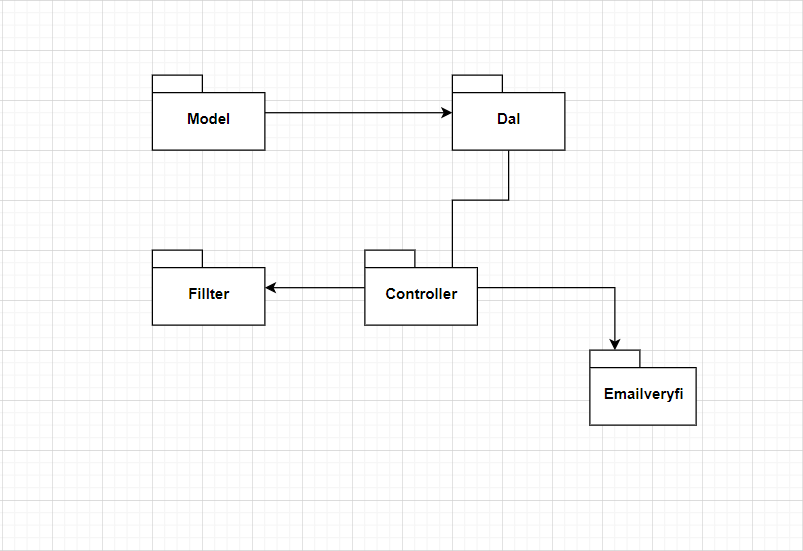 Model
Dal
Fillter
Controller
Emailveryfi